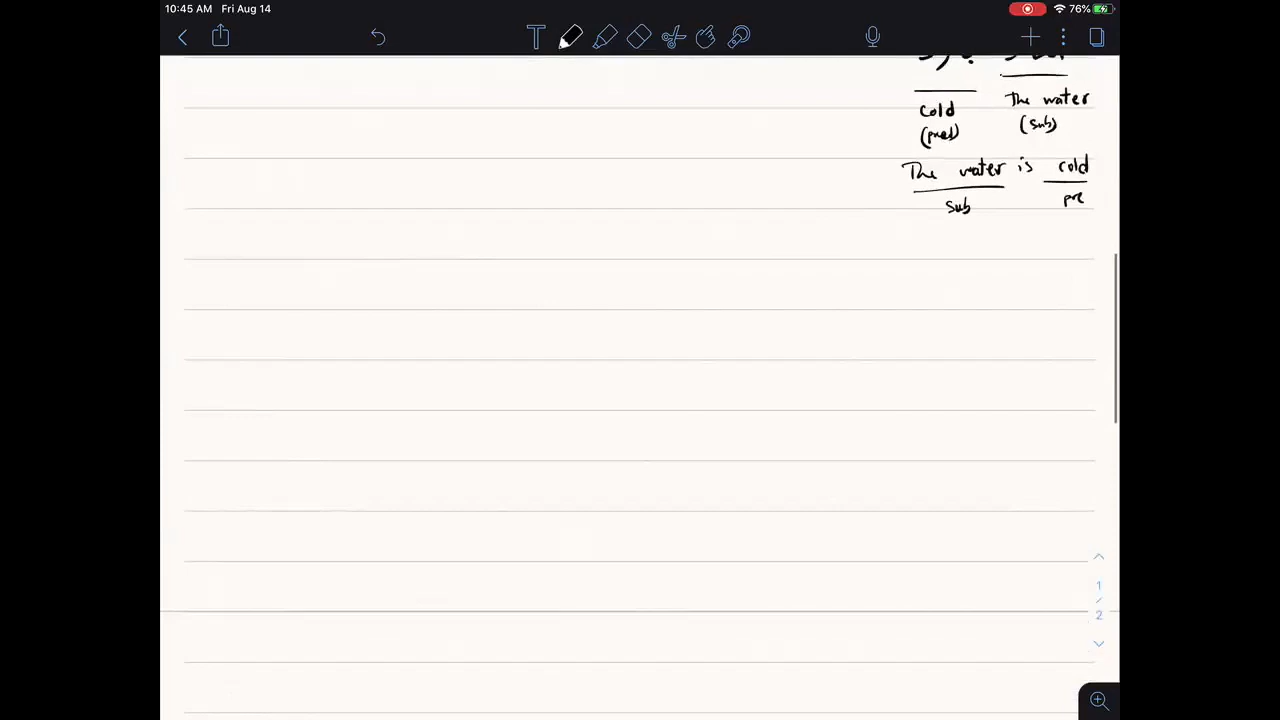 10:45 AM Fri Aug 14
76%
cold The water
(pred) (sub)
The water is cold
sub pre
1
/
2